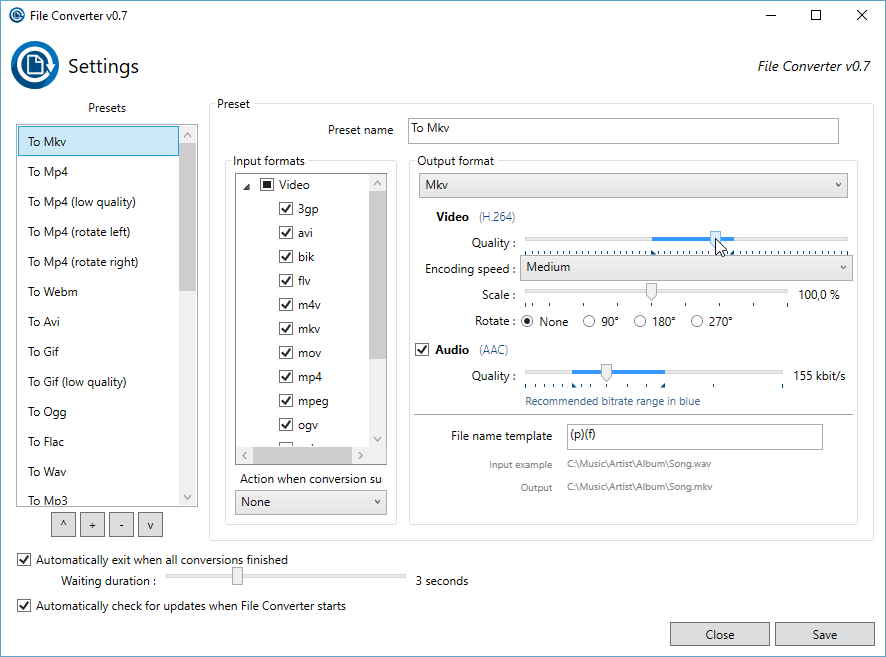 File Converter v0.7
Settings
File Converter v0.7
Presets
To Mkv
To Mp4
To Mp4 (low quality)
To Mp4 (rotate left)
To Mp4 (rotate right)
To Webm
To Avi
To Gif
To Gif (low quality)
To Ogg
To Flac
To Wav
To Mp3
^ + - v
Preset
Preset name To Mkv
Input formats
Video
3gp
avi
bik
flv
m4v
mkv
mov
mp4
mpeg
ogv
Action when conversion su
None
Output format
Mkv
Video (H.264)
Quality :
Encoding speed : Medium
Scale : 100,0 %
Rotate : None 90° 180° 270°
Audio (AAC)
Quality : 155 kbit/s
Recommended bitrate range in blue
File name template (p)(f)
Input example C:\Music\Artist\Album\Song.wav
Output C:\Music\Artist\Album\Song.mkv
Automatically exit when all conversions finished
Waiting duration : 3 seconds
Automatically check for updates when File Converter starts
Close Save